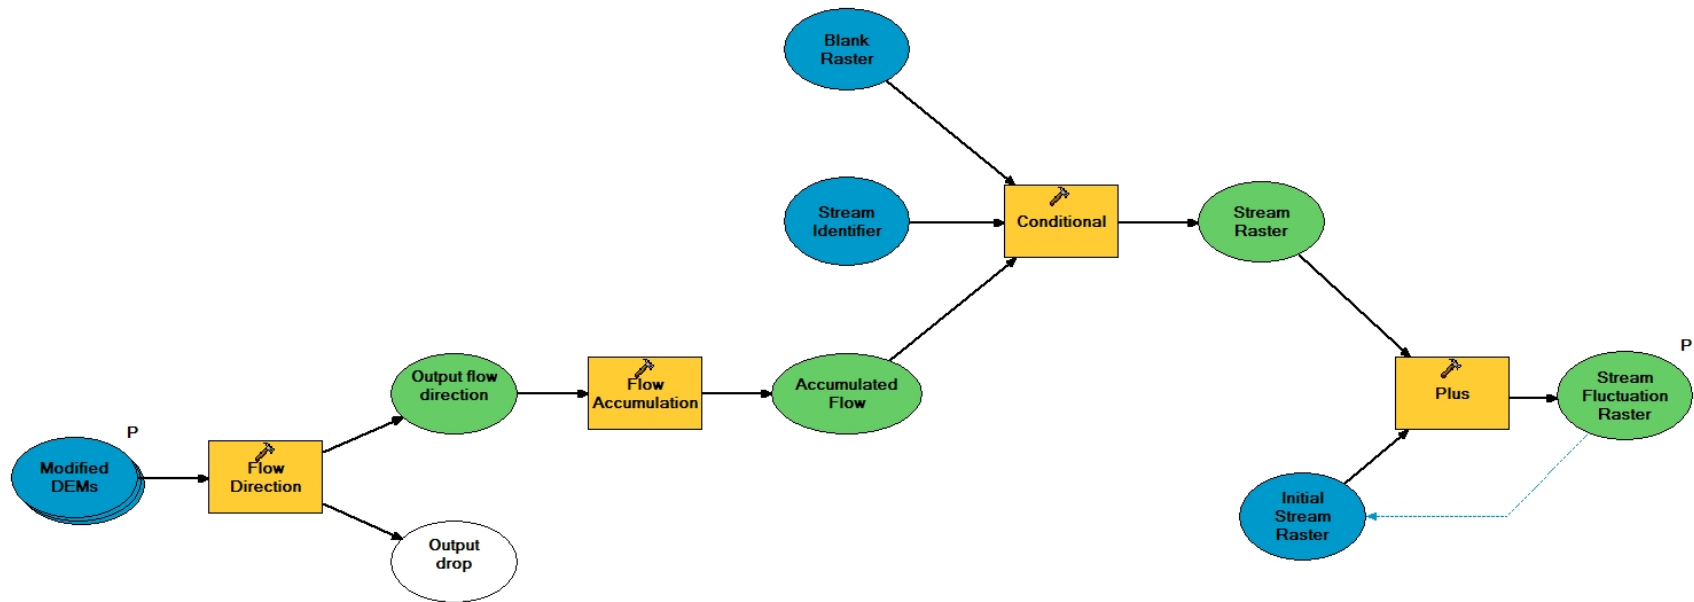 Blank
Raster
Stream
Identifier
Conditional
Stream
Raster
Output flow
direction
Flow
Accumulation
Accumulated
Flow
P
Modified
DEMs
Flow
Direction
Output
drop
Plus
P
Stream
Fluctuation
Raster
Initial
Stream
Raster